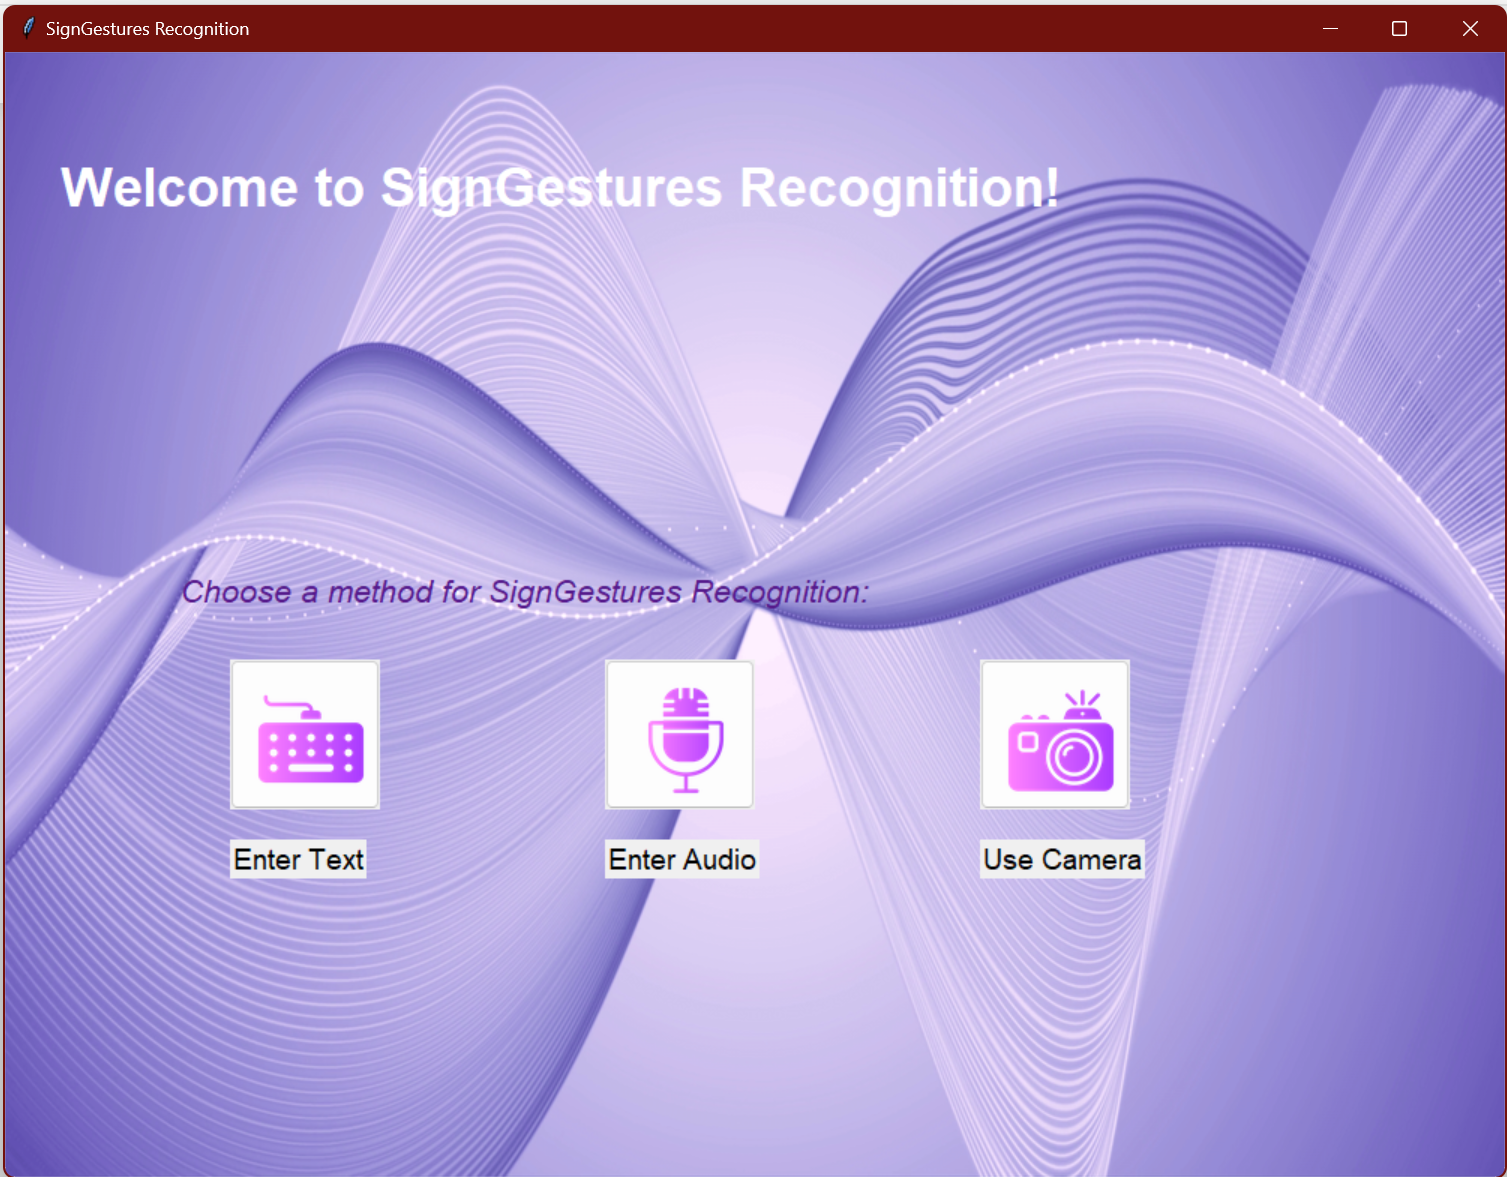 SignGestures Recognition
Welcome to SignGestures Recognition!
Choose a method for SignGestures Recognition:
Enter Text
Enter Audio
Use Camera